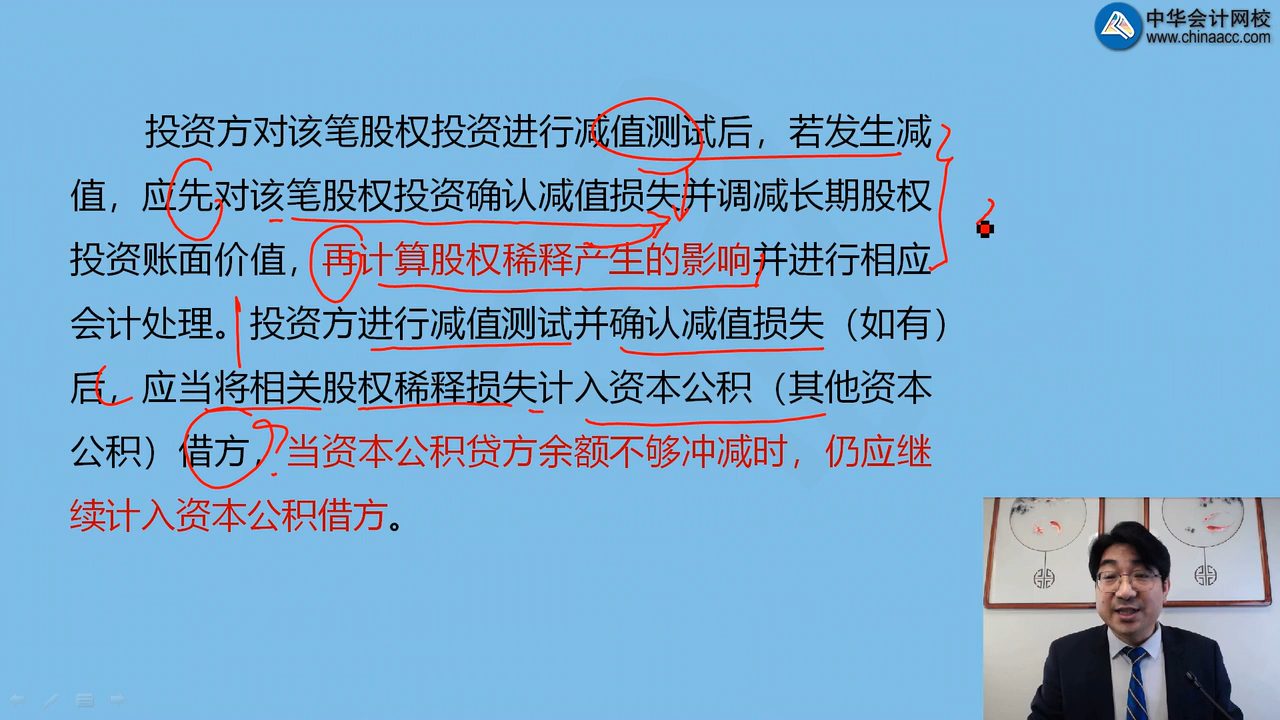 中华会计网校
www.chinaacc.com
投资方对该笔股权投资进行减值测试后，若发生减
值，应先对该笔股权投资确认减值损失并调减长期股权
投资账面价值，再计算股权稀释产生的影响并进行相应
会计处理。投资方进行减值测试并确认减值损失（如有）
后，应当将相关股权稀释损失计入资本公积（其他资本
公积）借方，当资本公积贷方余额不够冲减时，仍应继
续计入资本公积借方。